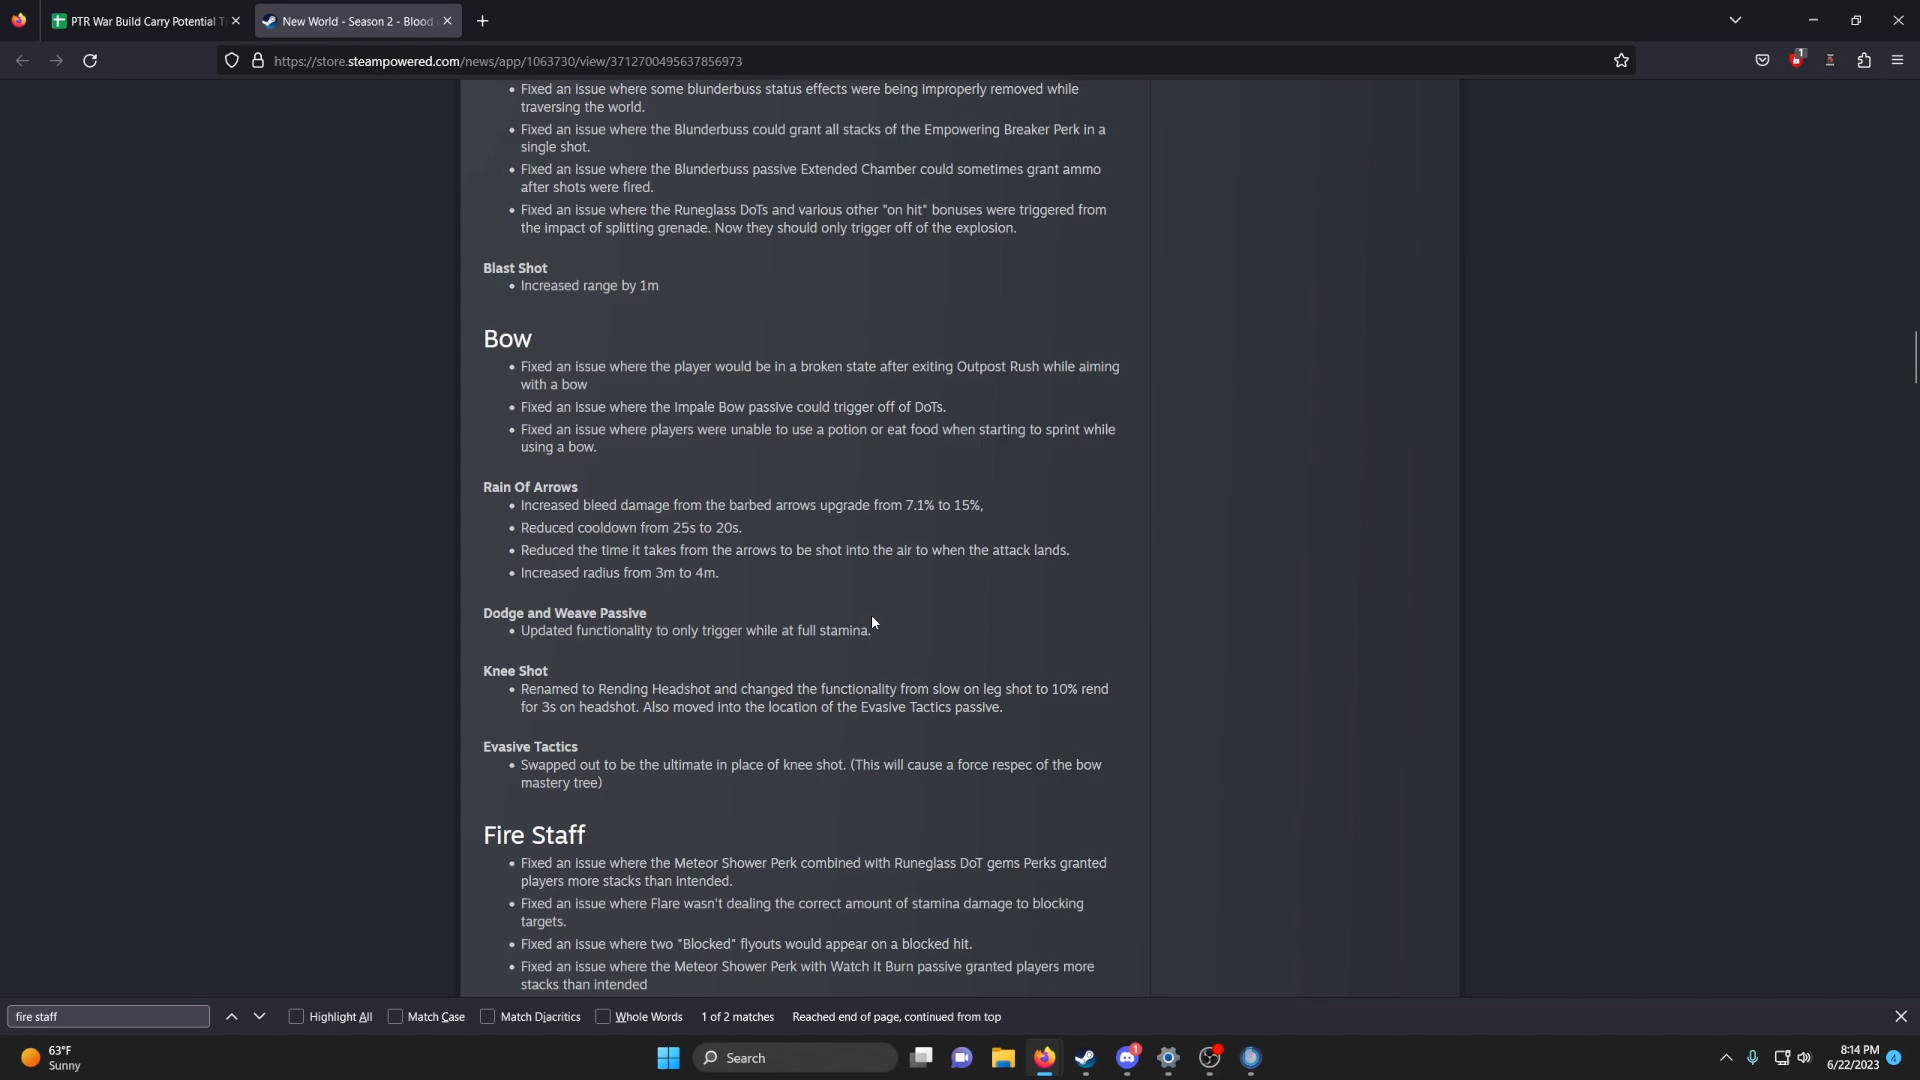 PTR War Build Carry Potential T
New World - Season 2 - Blood
https://store.steampowered.com/news/app/1063730/view/3712700495637856973
1
• Fixed an issue where some blunderbuss status effects were being improperly removed while
traversing the world.
• Fixed an issue where the Blunderbuss could grant all stacks of the Empowering Breaker Perk in a
single shot.
• Fixed an issue where the Blunderbuss passive Extended Chamber could sometimes grant ammo
after shots were fired.
• Fixed an issue where the Runeglass DoTs and various other "on hit" bonuses were triggered from
the impact of splitting grenade. Now they should only trigger off of the explosion.
Blast Shot
• Increased range by 1m
Bow
• Fixed an issue where the player would be in a broken state after exiting Outpost Rush while aiming
with a bow
• Fixed an issue where the Impale Bow passive could trigger off of DoTs.
• Fixed an issue where players were unable to use a potion or eat food when starting to sprint while
using a bow.
Rain Of Arrows
• Increased bleed damage from the barbed arrows upgrade from 7.1% to 15%,
• Reduced cooldown from 25s to 20s.
• Reduced the time it takes from the arrows to be shot into the air to when the attack lands.
• Increased radius from 3m to 4m.
Dodge and Weave Passive
• Updated functionality to only trigger while at full stamina.
Knee Shot
• Renamed to Rending Headshot and changed the functionality from slow on leg shot to 10% rend
for 3s on headshot. Also moved into the location of the Evasive Tactics passive.
Evasive Tactics
• Swapped out to be the ultimate in place of knee shot. (This will cause a force respec of the bow
mastery tree)
Fire Staff
• Fixed an issue where the Meteor Shower Perk combined with Runeglass DoT gems Perks granted
players more stacks than intended.
• Fixed an issue where Flare wasn't dealing the correct amount of stamina damage to blocking
targets.
• Fixed an issue where two "Blocked" flyouts would appear on a blocked hit.
• Fixed an issue where the Meteor Shower Perk with Watch It Burn passive granted players more
stacks than intended
fire staff Highlight All Match Case Match Diacritics Whole Words 1 of 2 matches Reached end of page, continued from top
63°F
Sunny
Search
1
8:14 PM
6/22/2023
4